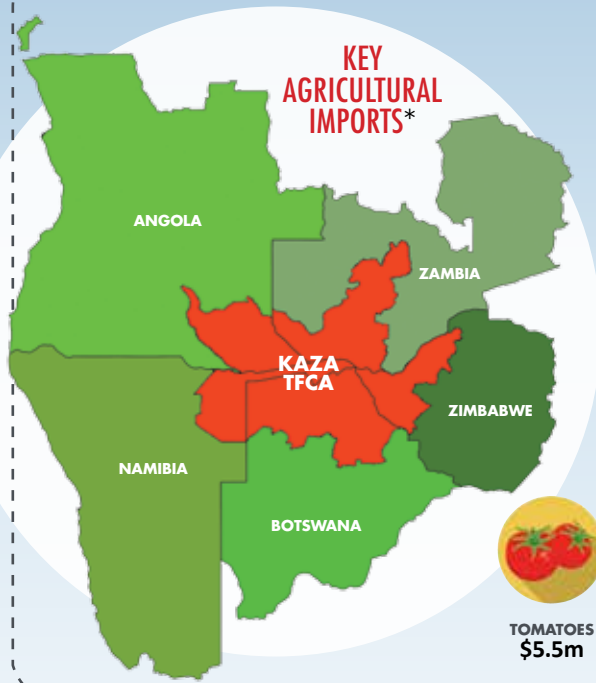 KEY
AGRICULTURAL
IMPORTS*
ANGOLA
ZAMBIA
KAZA
TFCA
ZIMBABWE
NAMIBIA
BOTSWANA
TOMATOES
$5.5m